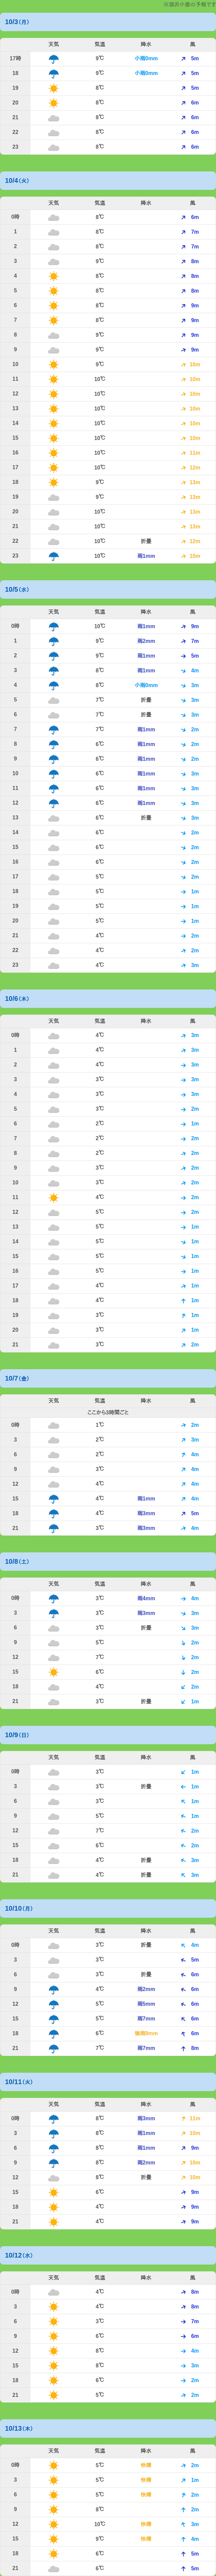 10/3(月)
天気 気温 降水 風
17時 9℃ 小雨0mm 5m
18 9℃ 小雨0mm 5m
19 8℃ 5m
20 8℃ 6m
21 8℃ 6m
22 8℃ 6m
23 8℃ 6m
10/4(火)
天気 気温 降水 風
0時 8℃ 6m
1 8℃ 7m
2 8℃ 7m
3 9℃ 8m
4 8℃ 8m
5 8℃ 8m
6 8℃ 9m
7 8℃ 9m
8 9℃ 9m
9 9℃ 9m
10 9℃ 10m
11 10℃ 10m
12 10℃ 10m
13 10℃ 10m
14 10℃ 10m
15 10℃ 10m
16 10℃ 11m
17 10℃ 12m
18 9℃ 13m
19 9℃ 13m
20 10℃ 13m
21 10℃ 13m
22 10℃ 折畳 12m
23 10℃ 雨1mm 10m
10/5(水)
天気 気温 降水 風
0時 10℃ 雨1mm 9m
1 9℃ 雨2mm 7m
2 9℃ 雨1mm 5m
3 8℃ 雨1mm 4m
4 8℃ 小雨0mm 3m
5 7℃ 折畳 3m
6 7℃ 折畳 3m
7 7℃ 雨1mm 2m
8 6℃ 雨1mm 2m
9 6℃ 雨1mm 2m
10 6℃ 雨1mm 3m
11 6℃ 雨1mm 3m
12 6℃ 雨1mm 3m
13 6℃ 折畳 3m
14 6℃ 2m
15 6℃ 2m
16 6℃ 2m
17 5℃ 2m
18 5℃ 1m
19 5℃ 1m
20 5℃ 1m
21 4℃ 2m
22 4℃ 2m
23 4℃ 3m
10/6(木)
天気 気温 降水 風
0時 4℃ 3m
1 4℃ 3m
2 4℃ 3m
3 3℃ 3m
4 3℃ 3m
5 3℃ 2m
6 2℃ 1m
7 2℃ 2m
8 2℃ 2m
9 3℃ 2m
10 3℃ 2m
11 4℃ 2m
12 5℃ 2m
13 5℃ 1m
14 5℃ 1m
15 5℃ 1m
16 5℃ 1m
17 4℃ 1m
18 4℃ 1m
19 3℃ 1m
20 3℃ 1m
21 3℃ 2m
10/7(金)
天気 気温 降水 風
ここから3時間ごと
0時 1℃ 2m
3 2℃ 3m
6 2℃ 4m
9 3℃ 4m
12 4℃ 4m
15 4℃ 雨1mm 4m
18 4℃ 雨3mm 5m
21 3℃ 雨3mm 4m
10/8(土)
天気 気温 降水 風
0時 3℃ 雨4mm 4m
3 3℃ 雨3mm 3m
6 3℃ 折畳 3m
9 5℃ 2m
12 7℃ 2m
15 6℃ 2m
18 4℃ 2m
21 3℃ 折畳 1m
10/9(日)
天気 気温 降水 風
0時 3℃ 1m
3 3℃ 折畳 1m
6 3℃ 1m
9 5℃ 1m
12 7℃ 2m
15 6℃ 2m
18 4℃ 折畳 3m
21 4℃ 折畳 3m
10/10(月)
天気 気温 降水 風
0時 3℃ 折畳 4m
3 3℃ 5m
6 3℃ 折畳 6m
9 4℃ 雨2mm 6m
12 5℃ 雨5mm 6m
15 5℃ 雨7mm 6m
18 6℃ 6m
21 7℃ 雨7mm 8m
10/11(火)
天気 気温 降水 風
0時 8℃ 雨3mm 11m
3 8℃ 雨1mm 10m
6 8℃ 雨1mm 9m
9 8℃ 雨2mm 10m
12 8℃ 折畳 10m
15 6℃ 9m
18 4℃ 9m
21 4℃ 9m
10/12(水)
天気 気温 降水 風
0時 4℃ 8m
3 4℃ 8m
6 3℃ 7m
9 6℃ 6m
12 8℃ 4m
15 8℃ 3m
18 6℃ 2m
21 5℃ 2m
10/13(木)
天気 気温 降水 風
0時 5℃ 快晴 2m
3 5℃ 快晴 1m
6 5℃ 快晴 2m
9 8℃ 2m
12 10℃ 快晴 3m
15 9℃ 快晴 4m
18 6℃ 5m
21 6℃ 5m